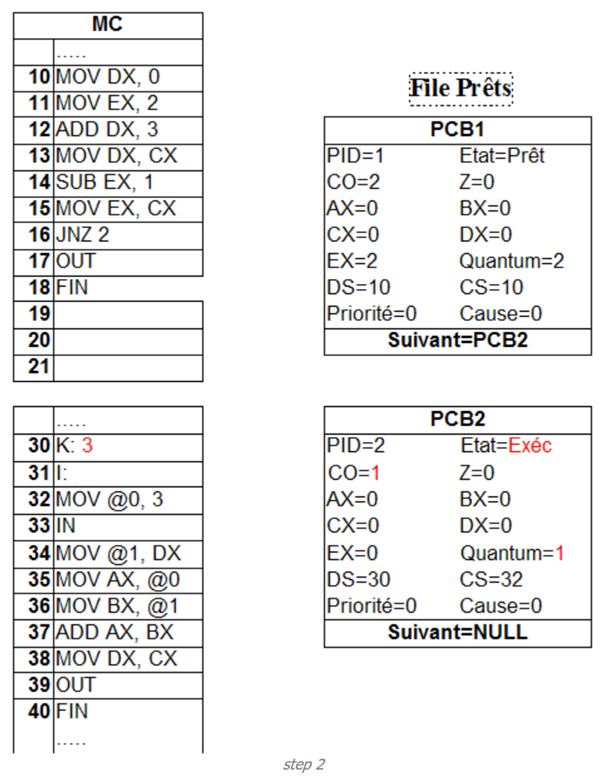 MC
.....
10 MOV DX, 0
11 MOV EX, 2
12 ADD DX, 3
13 MOV DX, CX
14 SUB EX, 1
15 MOV EX, CX
16 JNZ 2
17 OUT
18 FIN
19
20
21
File Prêts
PCB1
PID=1 Etat=Prêt
CO=2 Z=0
AX=0 BX=0
CX=0 DX=0
EX=2 Quantum=2
DS=10 CS=10
Priorité=0 Cause=0
Suivant=PCB2
.....
30 K: 3
31 I:
32 MOV @0, 3
33 IN
34 MOV @1, DX
35 MOV AX, @0
36 MOV BX, @1
37 ADD AX, BX
38 MOV DX, CX
39 OUT
40 FIN
.....
PCB2
PID=2 Etat=Exéc
CO=1 Z=0
AX=0 BX=0
CX=0 DX=0
EX=0 Quantum=1
DS=30 CS=32
Priorité=0 Cause=0
Suivant=NULL
step 2